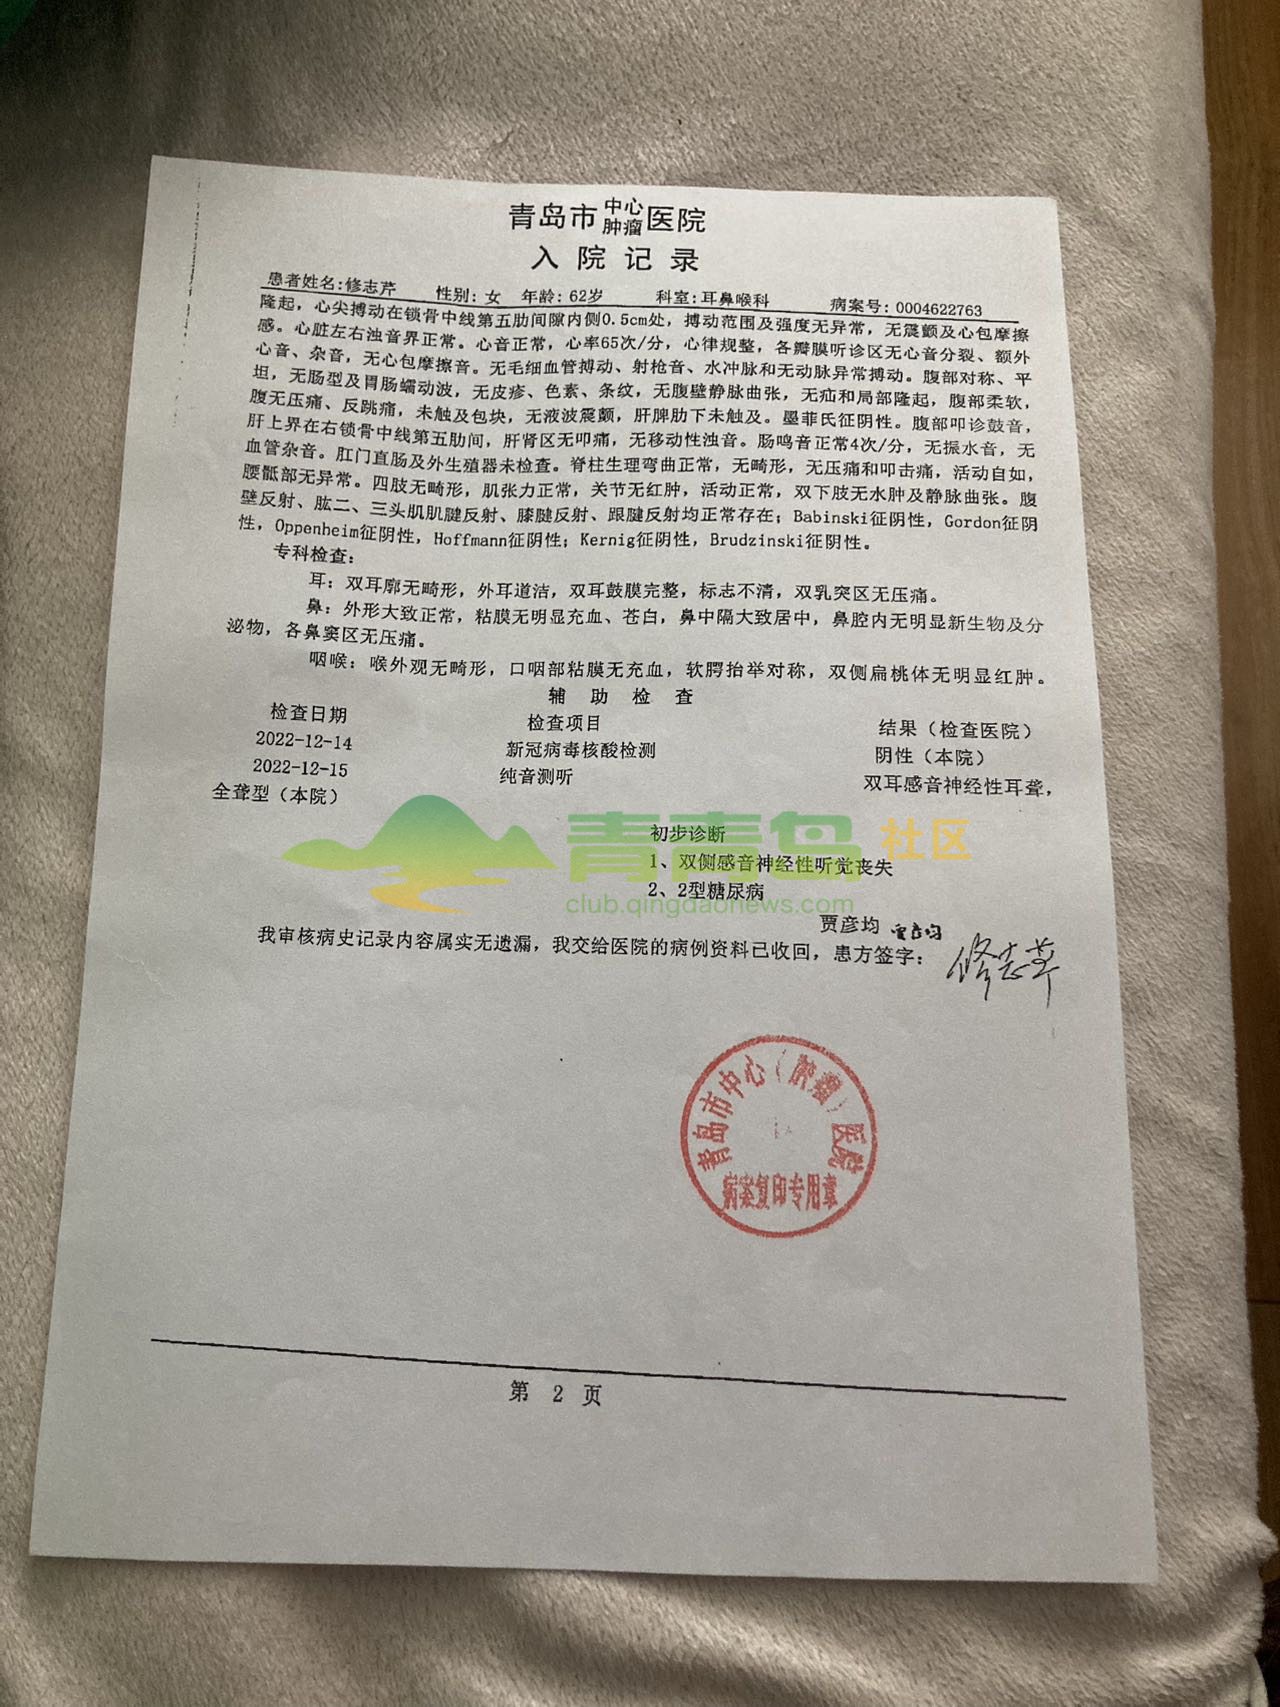 青岛市中心肿瘤医院
入院记录
患者姓名:修志芹 性别: 女 年龄: 62岁 科室: 耳鼻喉科 病案号: 0004622763
隆起，心尖搏动在锁骨中线第五肋间隙内侧0.5cm处，搏动范围及强度无异常，无震颤及心包摩擦
感。心脏左右浊音界正常。心音正常，心率65次/分，心律规整，各瓣膜听诊区无心音分裂、额外
心音、杂音，无心包摩擦音。无毛细血管搏动、射枪音、水冲脉和无动脉异常搏动。腹部对称、平
坦，无肠型及胃肠蠕动波，无皮疹、色素、条纹，无腹壁静脉曲张，无疝和局部隆起，腹部柔软，
腹无压痛、反跳痛，未触及包块，无液波震颤，肝脾肋下未触及。墨菲氏征阴性。腹部叩诊鼓音，
肝上界在右锁骨中线第五肋间，肝肾区无叩痛，无移动性浊音。肠鸣音正常4次/分，无振水音，无
血管杂音。肛门直肠及外生殖器未检查。脊柱生理弯曲正常，无畸形，无压痛和叩击痛，活动自如，
腰骶部无异常。四肢无畸形，肌张力正常，关节无红肿，活动正常，双下肢无水肿及静脉曲张。腹
壁反射、肱二、三头肌肌腱反射、膝腱反射、跟腱反射均正常存在；Babinski征阴性，Gordon征阴
性，Oppenheim征阴性，Hoffmann征阴性；Kernig征阴性，Brudzinski征阴性。
专科检查：
耳：双耳廓无畸形，外耳道洁，双耳鼓膜完整，标志不清，双乳突区无压痛。
鼻：外形大致正常，粘膜无明显充血、苍白，鼻中隔大致居中，鼻腔内无明显新生物及分
泌物，各鼻窦区无压痛。
咽喉：喉外观无畸形，口咽部粘膜无充血，软腭抬举对称，双侧扁桃体无明显红肿。
辅助检查
检查日期 检查项目 结果（检查医院）
2022-12-14 新冠病毒核酸检测 阴性（本院）
2022-12-15 纯音测听 双耳感音神经性耳聋，
全聋型（本院）
青青岛社区
club.qingdaonews.com
初步诊断
1、双侧感音神经性听觉丧失
2、2型糖尿病
贾彦均 贾彦均
我审核病史记录内容属实无遗漏，我交给医院的病例资料已收回，患方签字： 修志芹
青岛市中心（肿瘤）医院
病案复印专用章
第 2 页